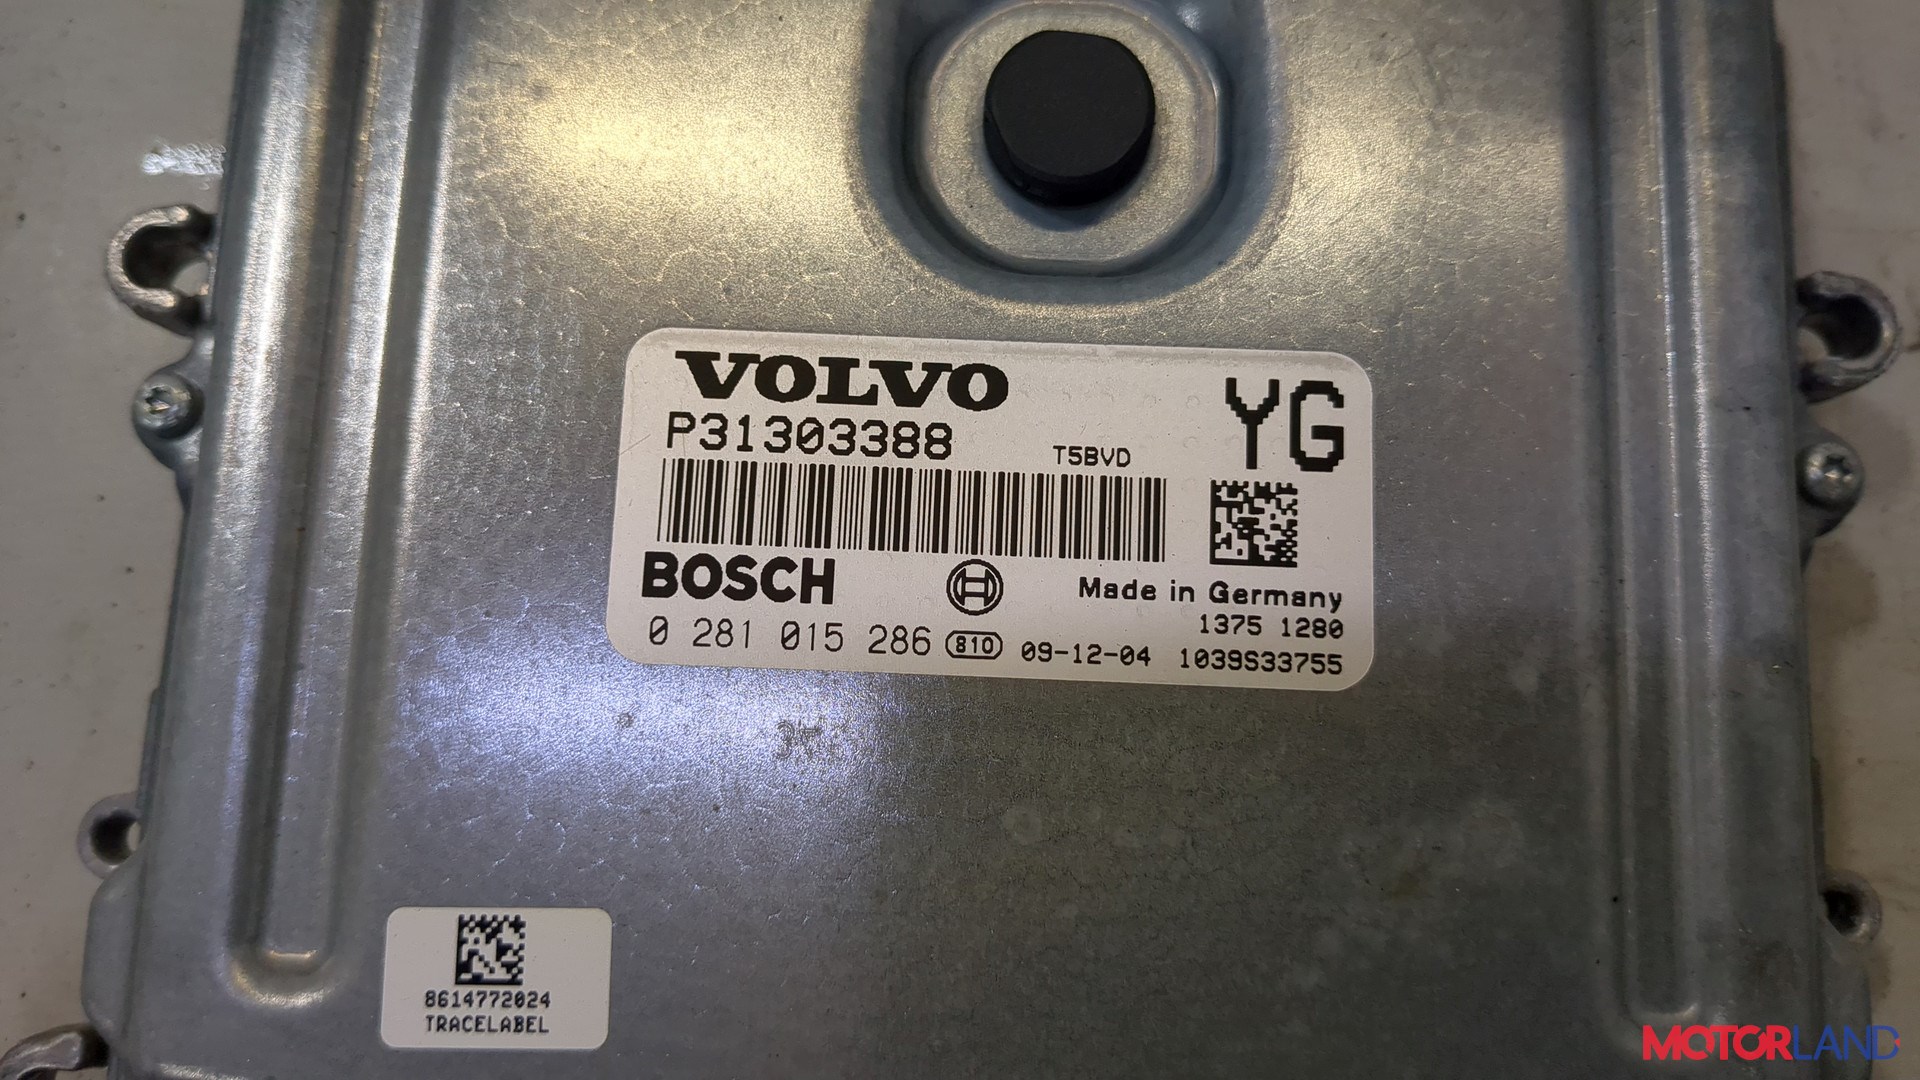 VOLVO
YG
P31303388
T5BVD
BOSCH
Made in Germany
1375 1280
0 281 015 286 810 09-12-04 1039S33755
8614772024
TRACELABEL
MOTORLAND